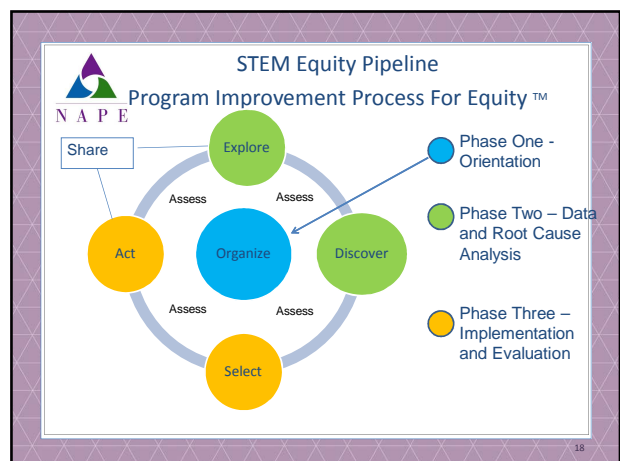 STEM Equity Pipeline
Program Improvement Process For Equity ™
N A P E
Share
Explore
Assess
Assess
Act
Organize
Discover
Assess
Assess
Select
Phase One -
Orientation
Phase Two – Data
and Root Cause
Analysis
Phase Three –
Implementation
and Evaluation
18